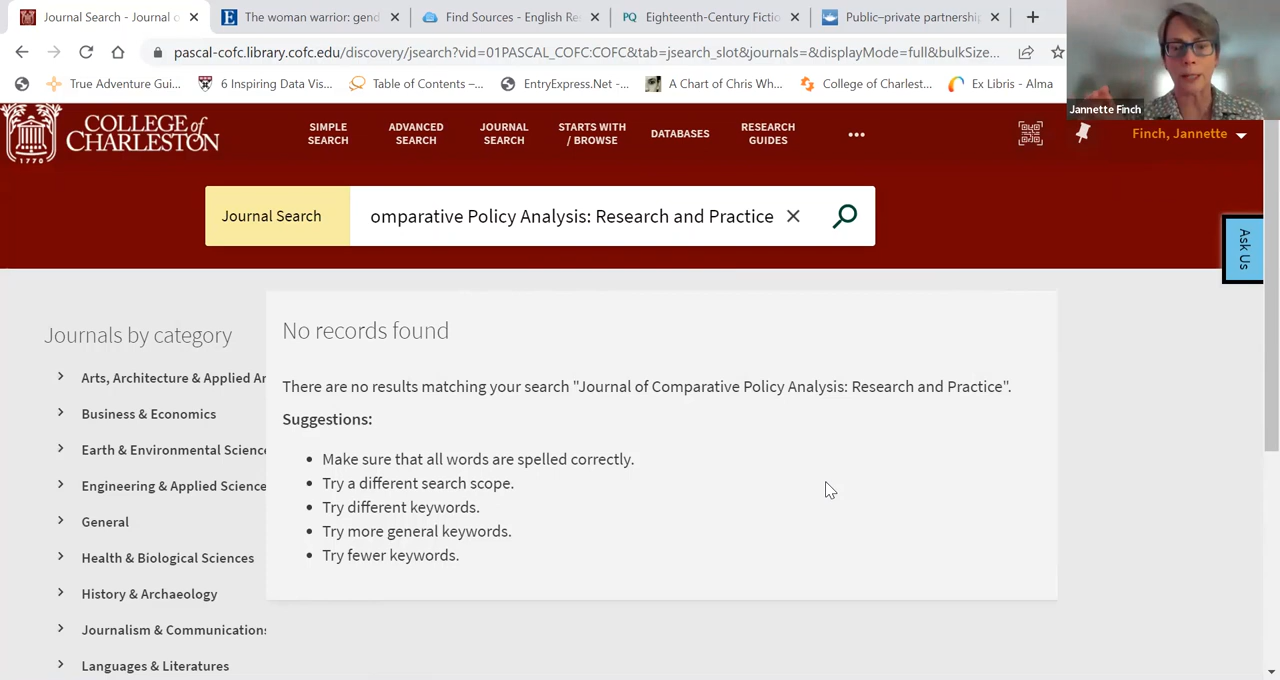 Journal Search - Journal o
The woman warrior: gend
Find Sources - English Re
PQ Eighteenth-Century Fictio
Public–private partnership
pascal-cofc.library.cofc.edu/discovery/jsearch?vid=01PASCAL_COFC:COFC&tab=jsearch_slot&journals=&displayMode=full&bulkSize...
True Adventure Gui...
6 Inspiring Data Vis...
Table of Contents –...
EntryExpress.Net -...
A Chart of Chris Wh...
College of Charlest...
Ex Libris - Alma
Jannette Finch
1770
COLLEGE of
CHARLESTON
SIMPLE
SEARCH
ADVANCED
SEARCH
JOURNAL
SEARCH
STARTS WITH
/ BROWSE
DATABASES
RESEARCH
GUIDES
Finch, Jannette
Journal Search
omparative Policy Analysis: Research and Practice
Ask Us
Journals by category
Arts, Architecture & Applied Ar
Business & Economics
Earth & Environmental Science
Engineering & Applied Science
General
Health & Biological Sciences
History & Archaeology
Journalism & Communications
Languages & Literatures
No records found
There are no results matching your search "Journal of Comparative Policy Analysis: Research and Practice".
Suggestions:
• Make sure that all words are spelled correctly.
• Try a different search scope.
• Try different keywords.
• Try more general keywords.
• Try fewer keywords.